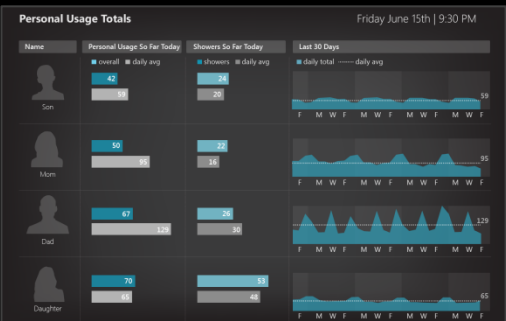 Personal Usage Totals
Friday June 15th | 9:30 PM
Name
Personal Usage So Far Today
Showers So Far Today
Last 30 Days
overall daily avg
showers daily avg
daily total daily avg
42
59
24
20
59
Son
F M W F M W F M W F M W F
50
95
22
16
95
Mom
F M W F M W F M W F M W F
67
129
26
30
129
Dad
F M W F M W F M W F M W F
70
65
53
48
65
Daughter
F M W F M W F M W F M W F